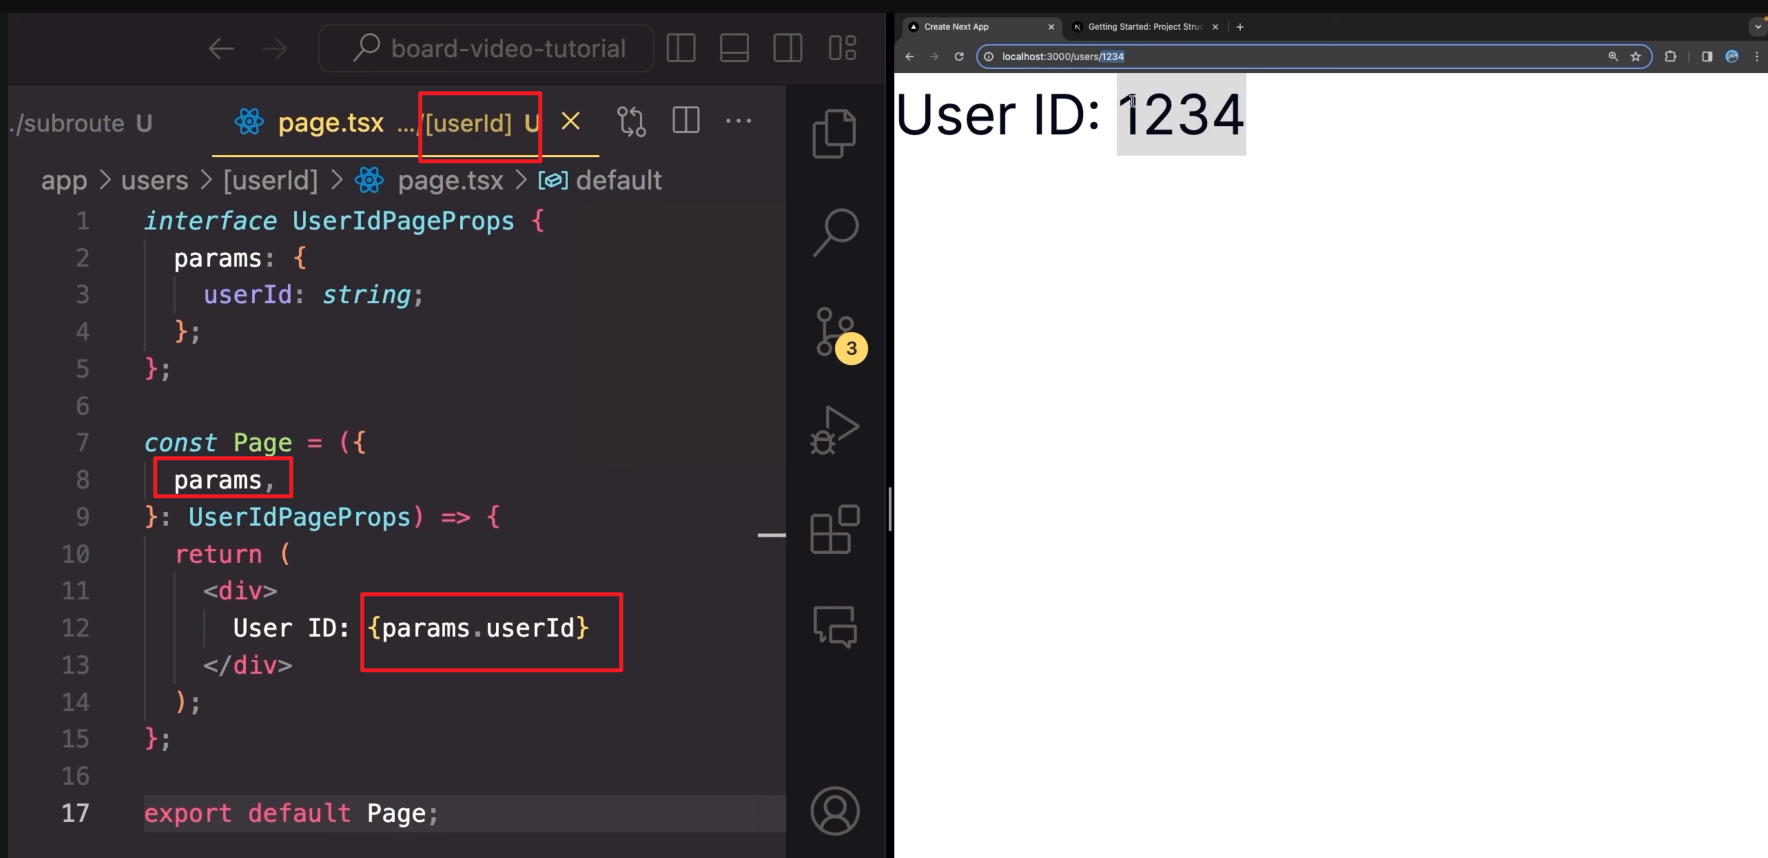 board-video-tutorial
./subroute U
page.tsx .../[userId] U
app > users > [userId] > page.tsx > default
1 interface UserIdPageProps {
2 params: {
3 userId: string;
4 };
5 };
6
7 const Page = ({
8 params,
9 }: UserIdPageProps) => {
10 return (
11 <div>
12 User ID: {params.userId}
13 </div>
14 );
15 };
16
17 export default Page;
3
Create Next App
Getting Started: Project Struc
localhost:3000/users/1234
User ID: 1234